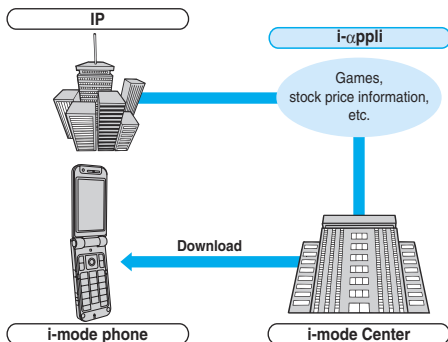 IP
i-αppli
Games,
stock price information,
etc.
Download
i-mode phone
i-mode Center